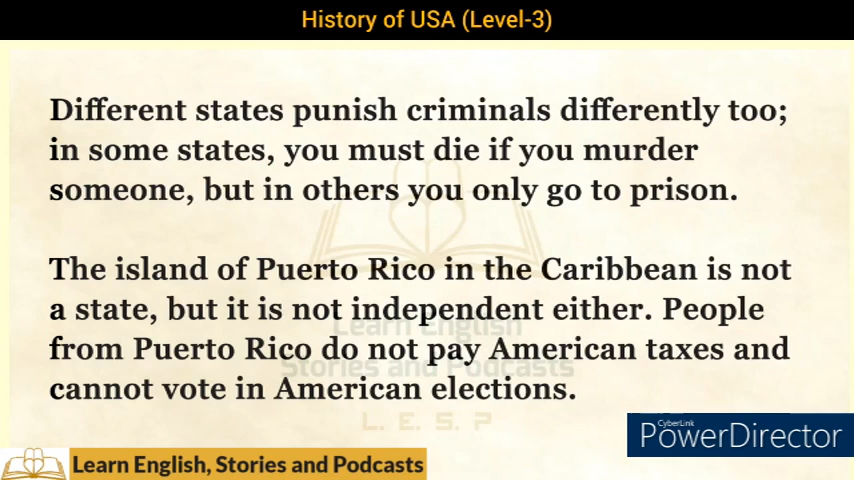 History of USA (Level-3)
Different states punish criminals differently too;
in some states, you must die if you murder
someone, but in others you only go to prison.
The island of Puerto Rico in the Caribbean is not
a state, but it is not independent either. People
from Puerto Rico do not pay American taxes and
cannot vote in American elections.
Learn English
Stories and Podcasts
L. E. S. P
CyberLink
PowerDirector
Learn English, Stories and Podcasts